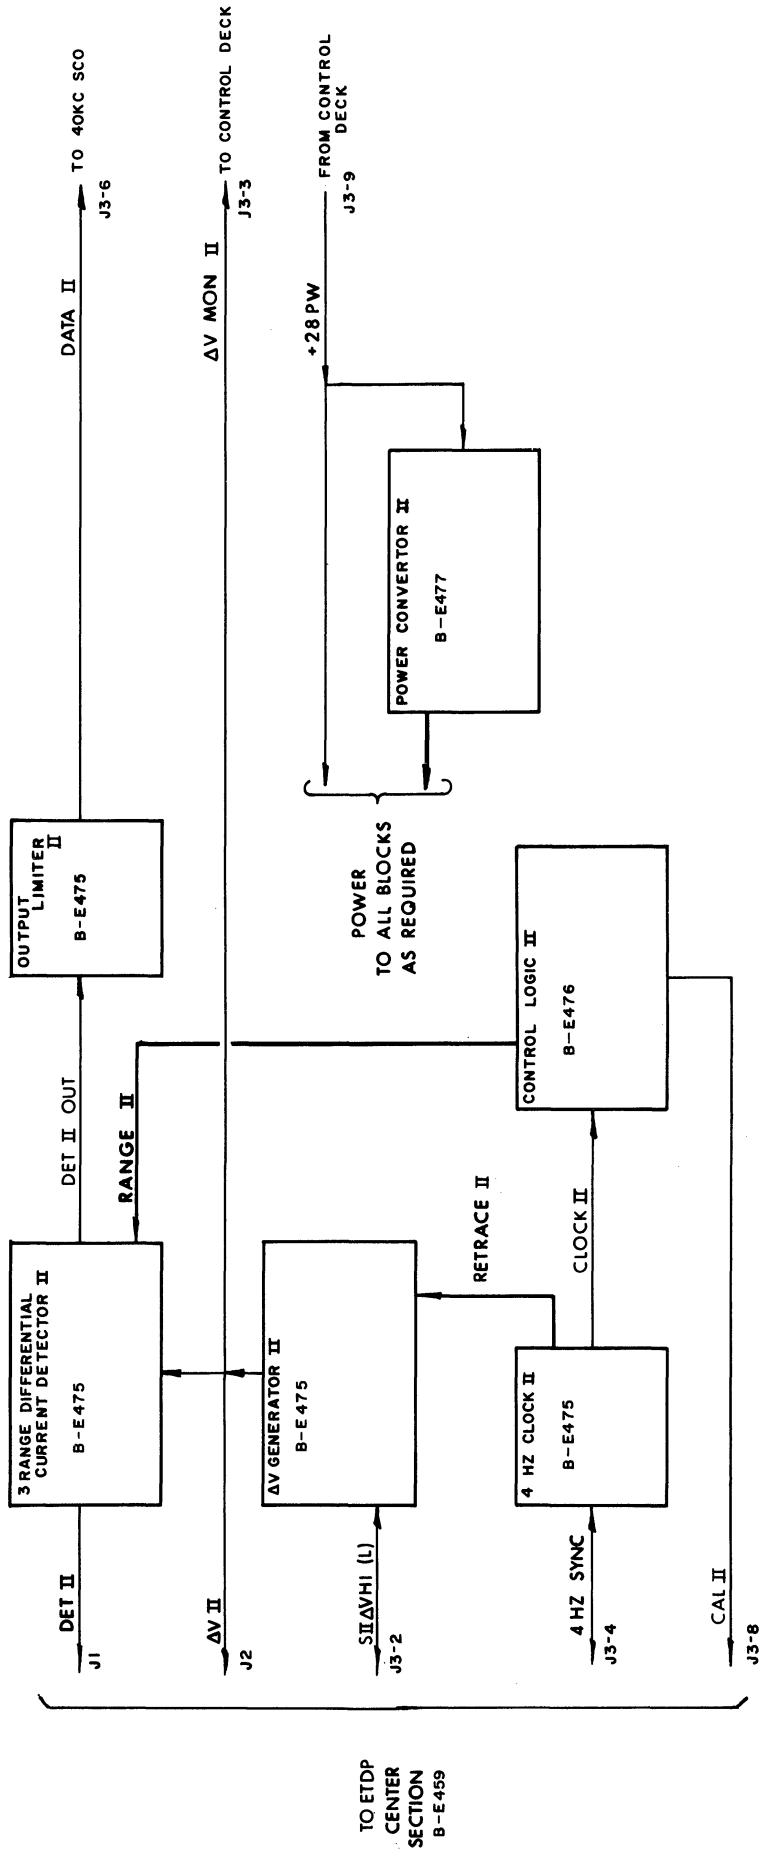 TO ETDP
CENTER
SECTION
B-E459
DET II
J1
ΔV II
J2
SIIΔVHI (L)
J3-2
4 HZ SYNC
J3-4
CAL II
J3-8
3 RANGE DIFFERENTIAL
CURRENT DETECTOR II
B-E475
ΔV GENERATOR II
B-E475
4 HZ CLOCK II
B-E475
DET II OUT
RANGE II
RETRACE II
CLOCK II
OUTPUT
LIMITER
II
B-E475
CONTROL LOGIC II
B-E476
POWER
TO ALL BLOCKS
AS REQUIRED
POWER CONVERTOR II
B-E477
DATA II
TO 40KC SCO
J3-6
ΔV MON II
TO CONTROL DECK
J3-3
+28PW
FROM CONTROL
DECK
J3-9